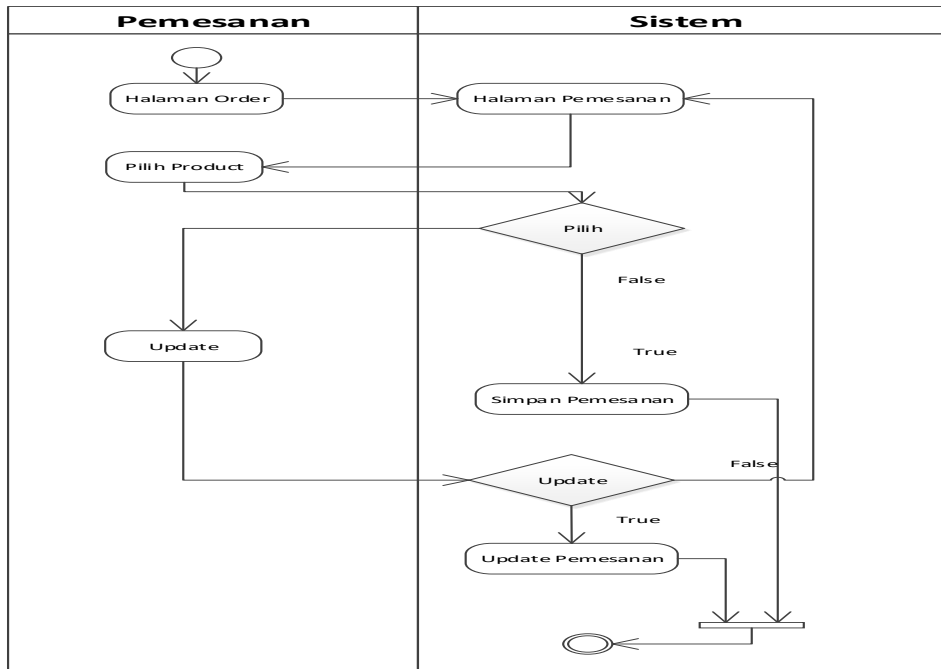 Pemesanan
Sistem
Halaman Order
Halaman Pemesanan
Pilih Product
Pilih
False
Update
True
Simpan Pemesanan
False
Update
True
Update Pemesanan